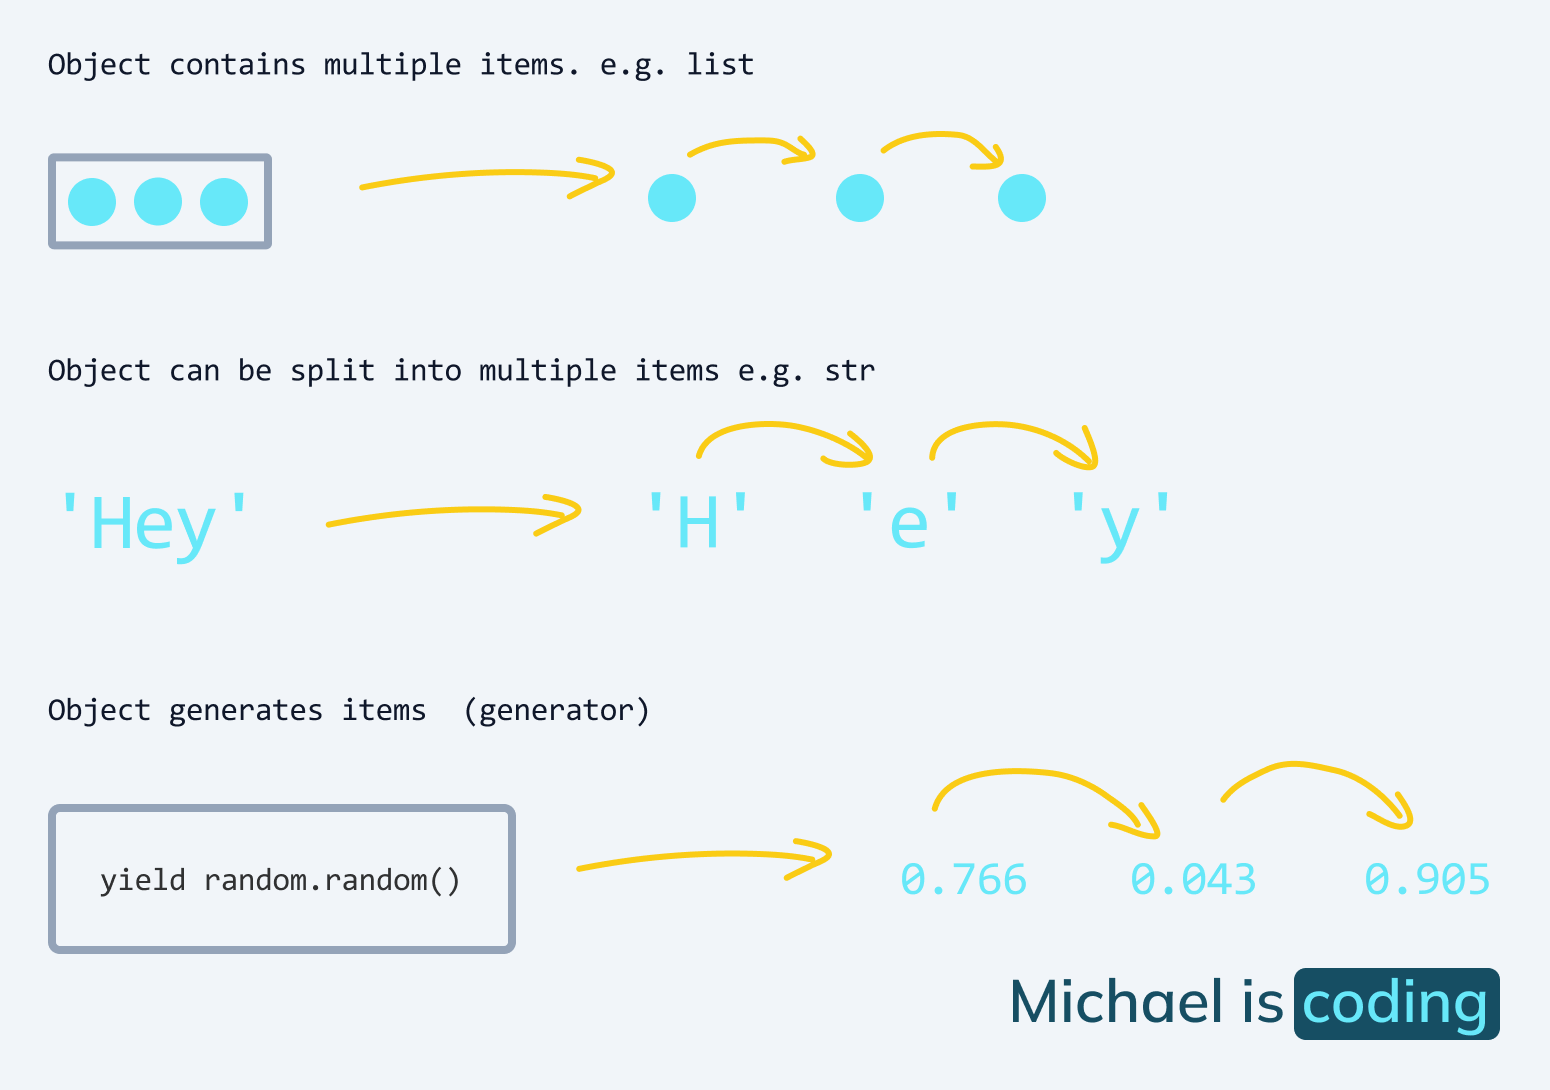 Object contains multiple items. e.g. list
Object can be split into multiple items e.g. str
'Hey' 'H' 'e' 'y'
Object generates items  (generator)
yield random.random() 0.766 0.043 0.905
Michael is coding